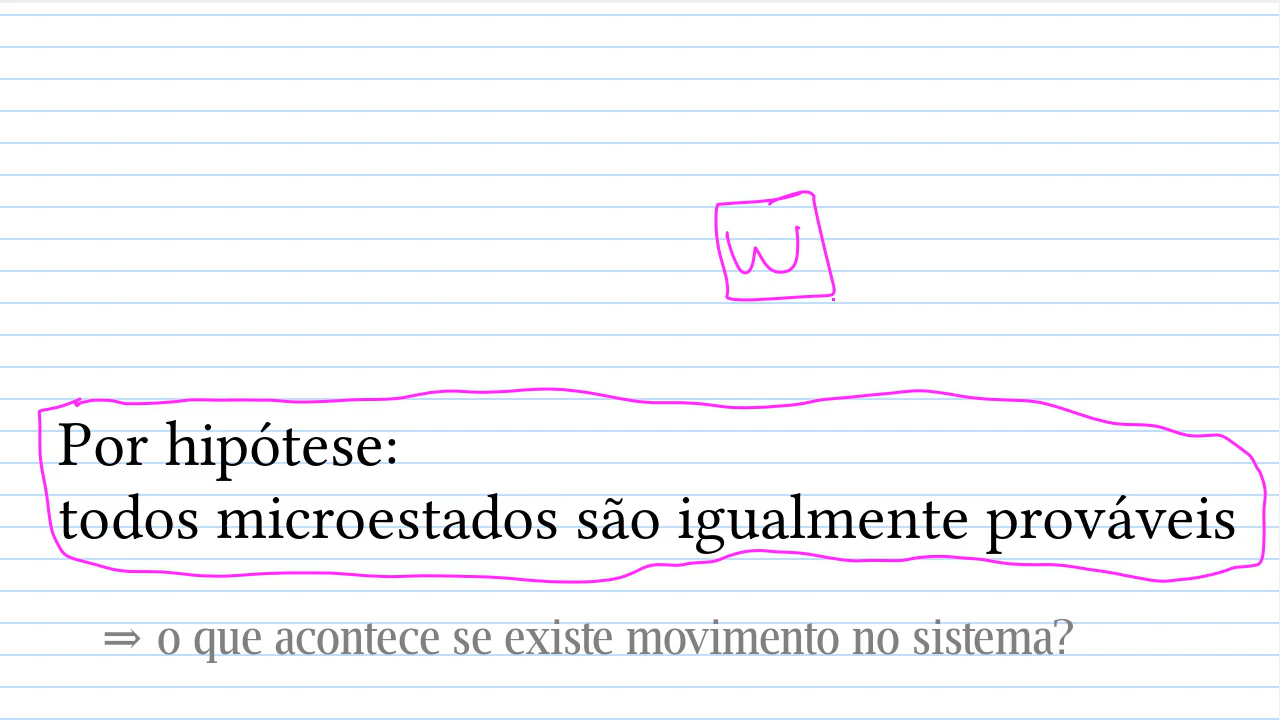 W
Por hipótese:
todos microestados são igualmente prováveis
⇒ o que acontece se existe movimento no sistema?